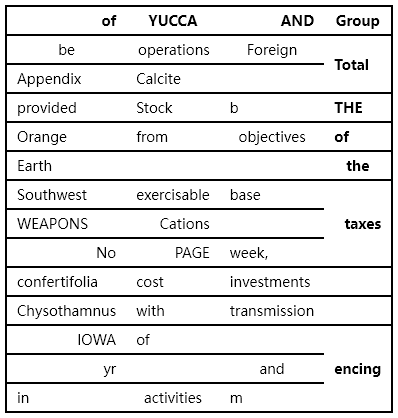 of YUCCA AND Group
be operations Foreign
Total
Appendix Calcite
provided Stock b THE
Orange from objectives of
Earth the
Southwest exercisable base
WEAPONS Cations taxes
No PAGE week,
confertifolia cost investments
Chysothamnus with transmission
IOWA of
yr and encing
in activities m